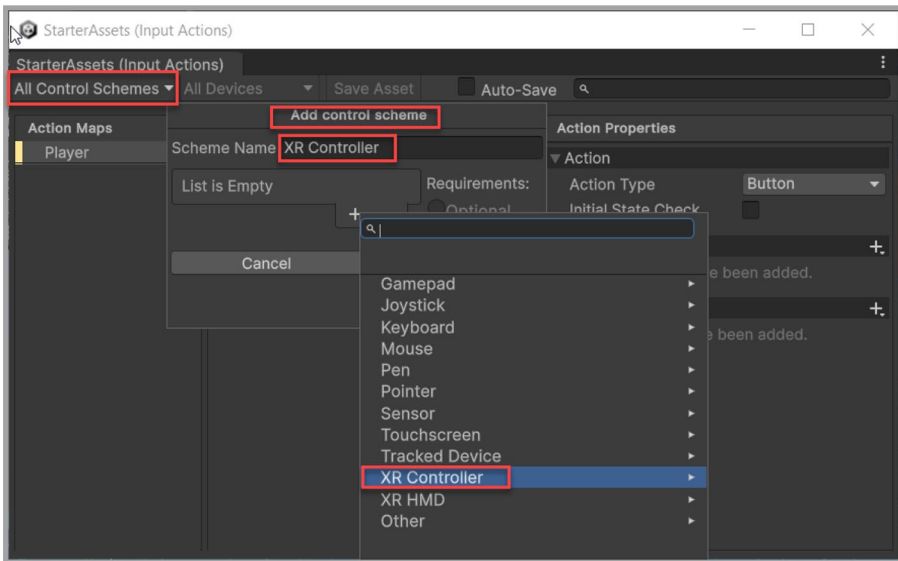 StarterAssets (Input Actions)
StarterAssets (Input Actions)
All Control Schemes All Devices Save Asset Auto-Save
Add control scheme
Action Maps
Action Properties
Player
Scheme Name XR Controller
Action
List is Empty
Requirements:
Action Type Button
Optional
Initial State Check
Cancel
e been added.
e been added.
Gamepad
Joystick
Keyboard
Mouse
Pen
Pointer
Sensor
Touchscreen
Tracked Device
XR Controller
XR HMD
Other